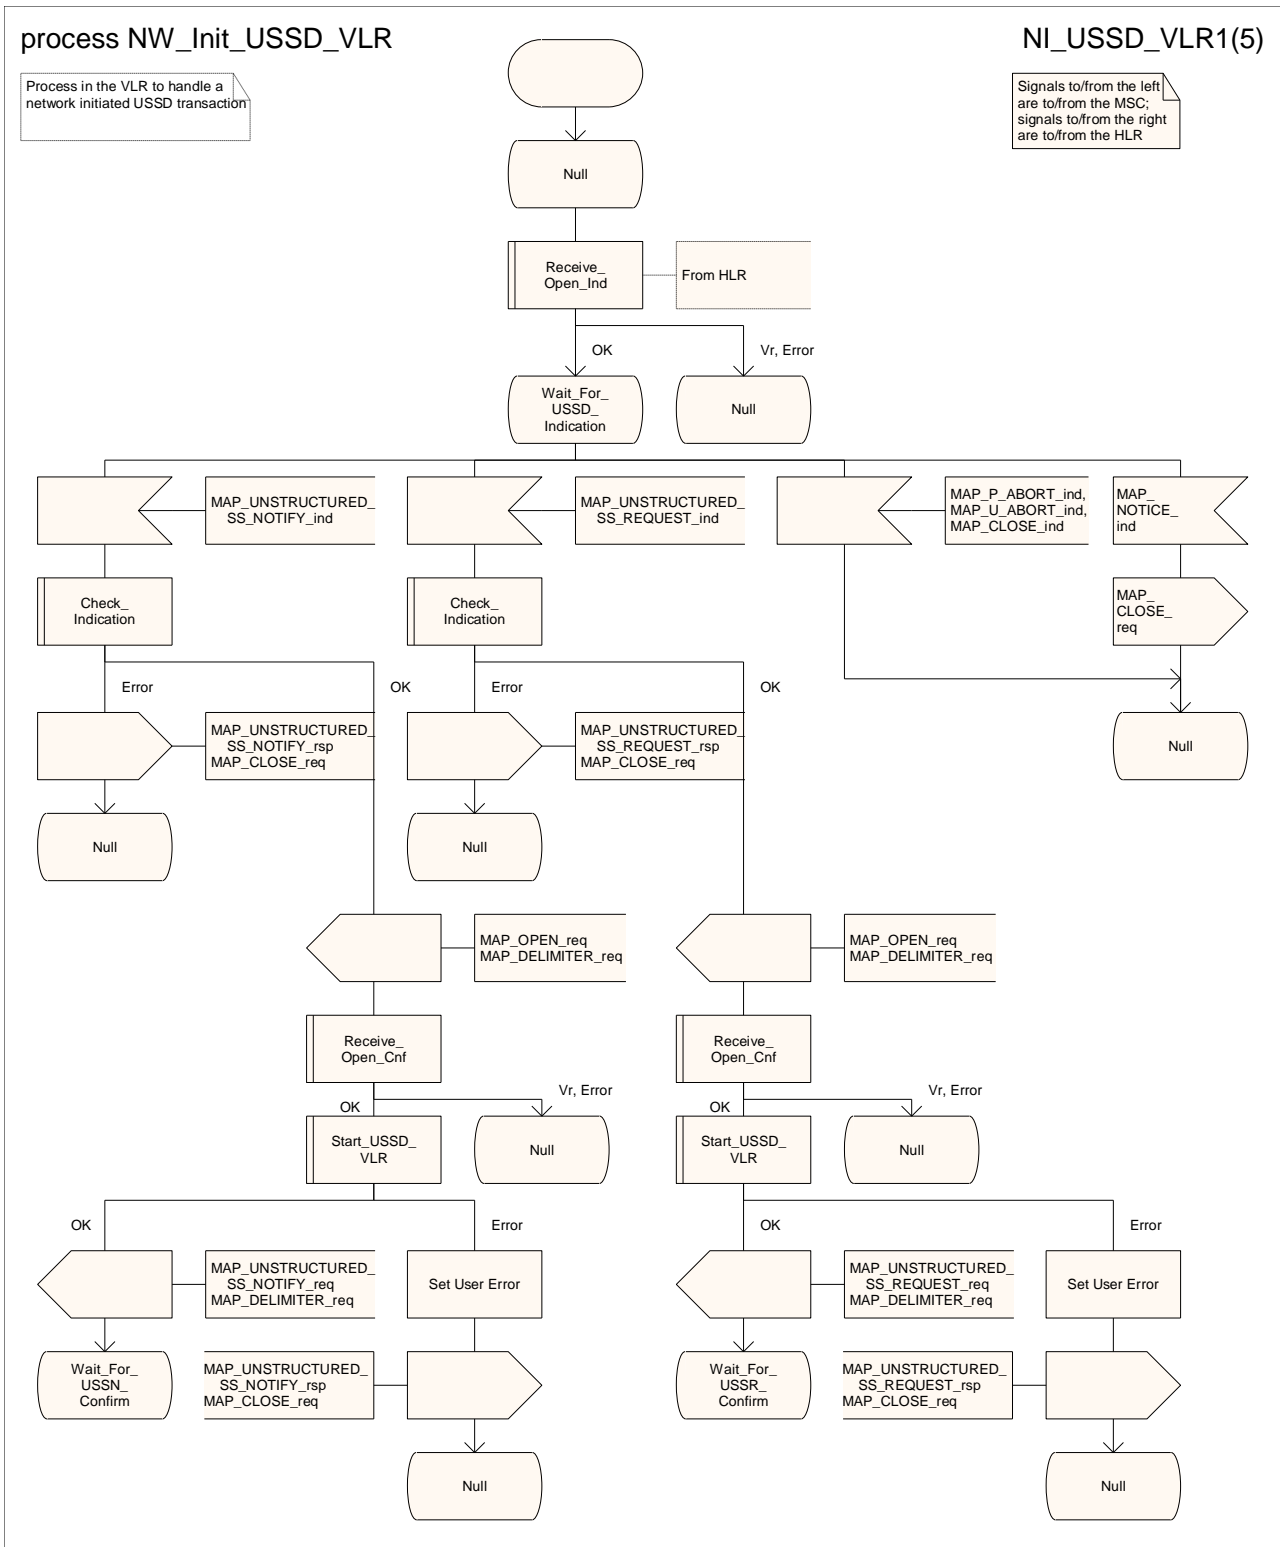 process NW_Init_USSD_VLR
NI_USSD_VLR1(5)
Process in the VLR to handle a
network initiated USSD transaction
Signals to/from the left
are to/from the MSC;
signals to/from the right
are to/from the HLR
Null
Receive_
Open_Ind
From HLR
OK
Vr, Error
Wait_For_
USSD_
Indication
Null
MAP_UNSTRUCTURED_
SS_NOTIFY_ind
MAP_UNSTRUCTURED_
SS_REQUEST_ind
MAP_P_ABORT_ind,
MAP_U_ABORT_ind,
MAP_CLOSE_ind
MAP_
NOTICE_
ind
Check_
Indication
Check_
Indication
MAP_
CLOSE_
req
Error
OK
Error
OK
MAP_UNSTRUCTURED_
SS_NOTIFY_rsp
MAP_CLOSE_req
MAP_UNSTRUCTURED_
SS_REQUEST_rsp
MAP_CLOSE_req
Null
Null
Null
MAP_OPEN_req
MAP_DELIMITER_req
MAP_OPEN_req
MAP_DELIMITER_req
Receive_
Open_Cnf
Receive_
Open_Cnf
OK
Vr, Error
OK
Vr, Error
Start_USSD_
VLR
Null
Start_USSD_
VLR
Null
OK
Error
OK
Error
MAP_UNSTRUCTURED_
SS_NOTIFY_req
MAP_DELIMITER_req
Set User Error
MAP_UNSTRUCTURED_
SS_REQUEST_req
MAP_DELIMITER_req
Set User Error
Wait_For_
USSN_
Confirm
MAP_UNSTRUCTURED_
SS_NOTIFY_rsp
MAP_CLOSE_req
Wait_For_
USSR_
Confirm
MAP_UNSTRUCTURED_
SS_REQUEST_rsp
MAP_CLOSE_req
Null
Null